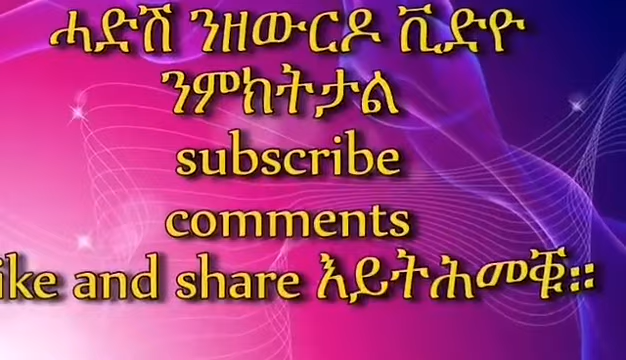 ሓድሽ ንዘውርዶ ቪድዮ
ንምክትታል
subscribe
comments
ike and share እይትሕመቑ።